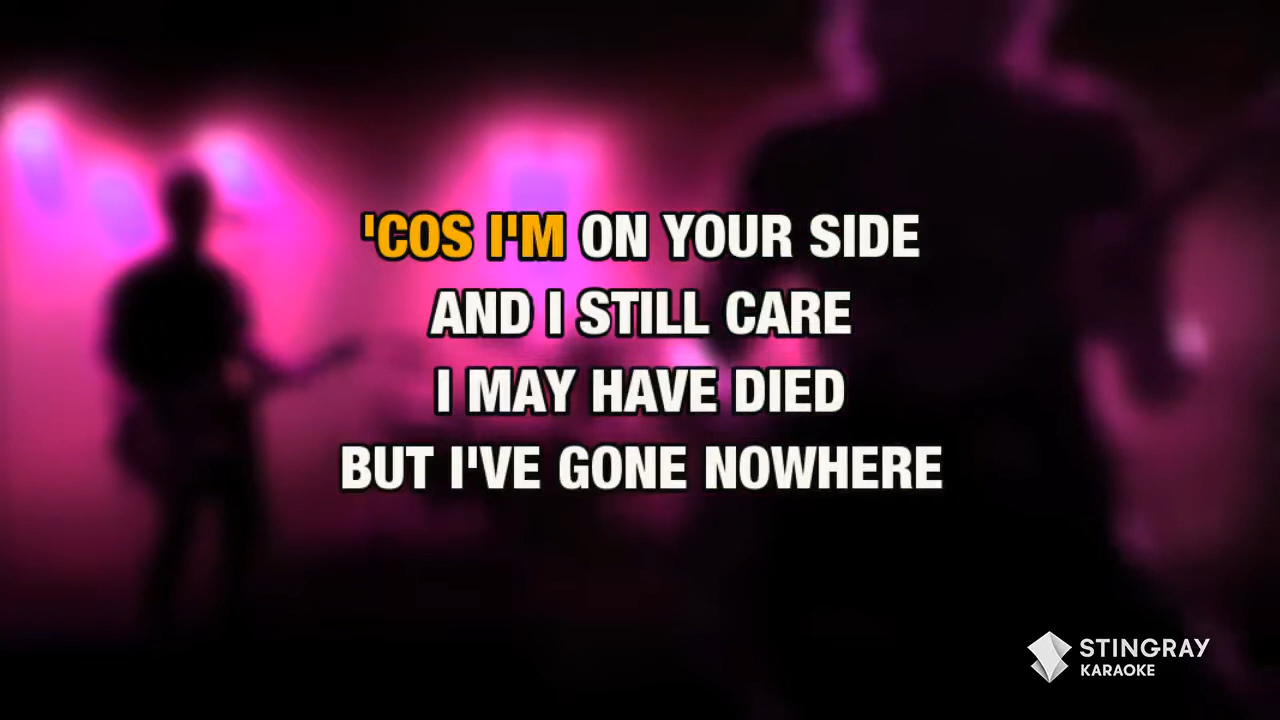 'COS I'M ON YOUR SIDE
AND I STILL CARE
I MAY HAVE DIED
BUT I'VE GONE NOWHERE
STINGRAY
KARAOKE